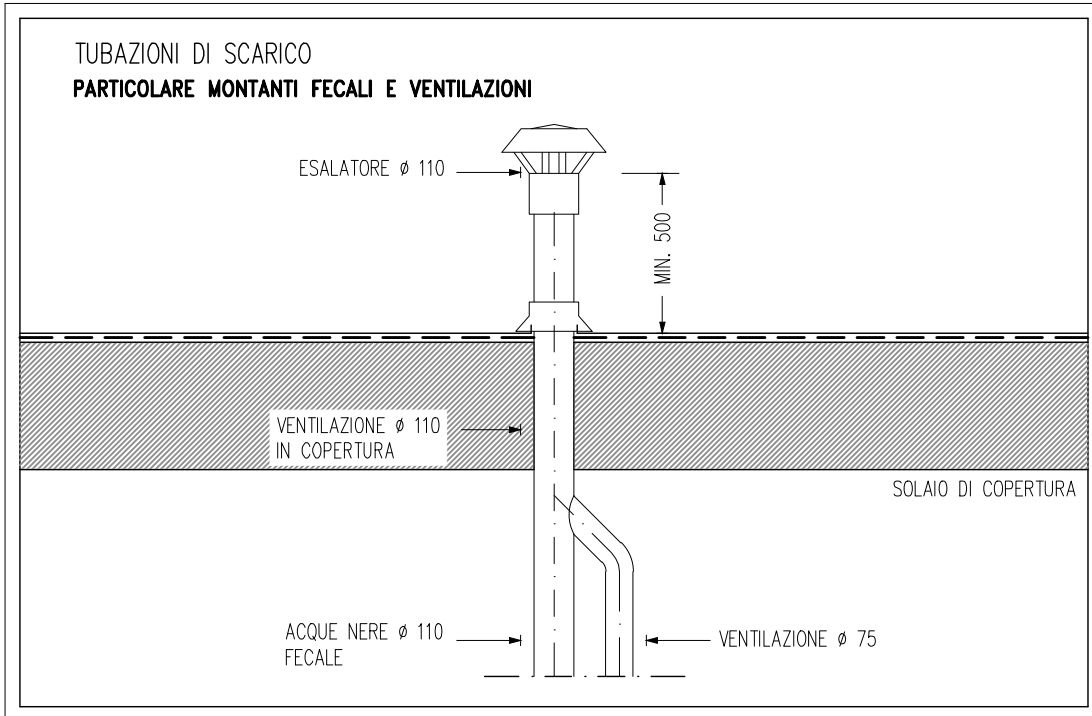 TUBAZIONI DI SCARICO
PARTICOLARE MONTANTI FECALI E VENTILAZIONI
ESALATORE ø 110
MIN. 500
VENTILAZIONE ø 110
IN COPERTURA
SOLAIO DI COPERTURA
ACQUE NERE ø 110
FECALE
VENTILAZIONE ø 75